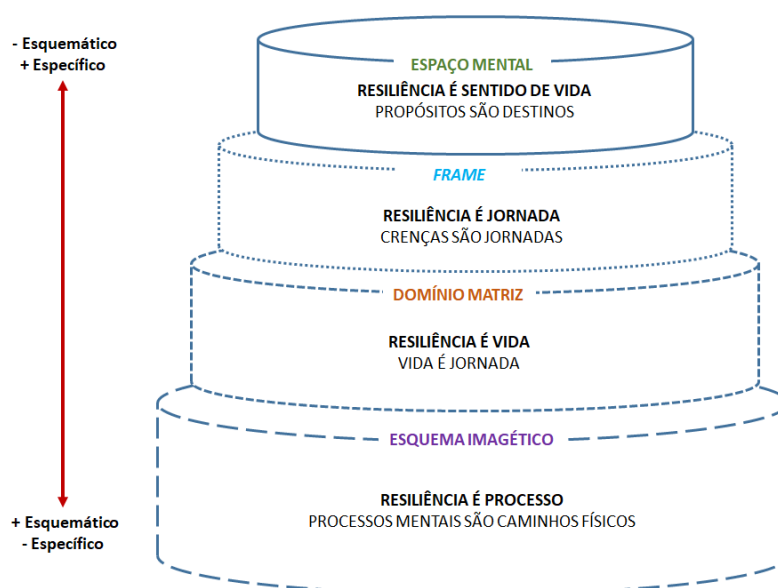 - Esquemático
+ Específico
ESPAÇO MENTAL
RESILIÊNCIA É SENTIDO DE VIDA
PROPÓSITOS SÃO DESTINOS
FRAME
RESILIÊNCIA É JORNADA
CRENÇAS SÃO JORNADAS
DOMÍNIO MATRIZ
RESILIÊNCIA É VIDA
VIDA É JORNADA
ESQUEMA IMAGÉTICO
RESILIÊNCIA É PROCESSO
PROCESSOS MENTAIS SÃO CAMINHOS FÍSICOS
+ Esquemático
- Específico